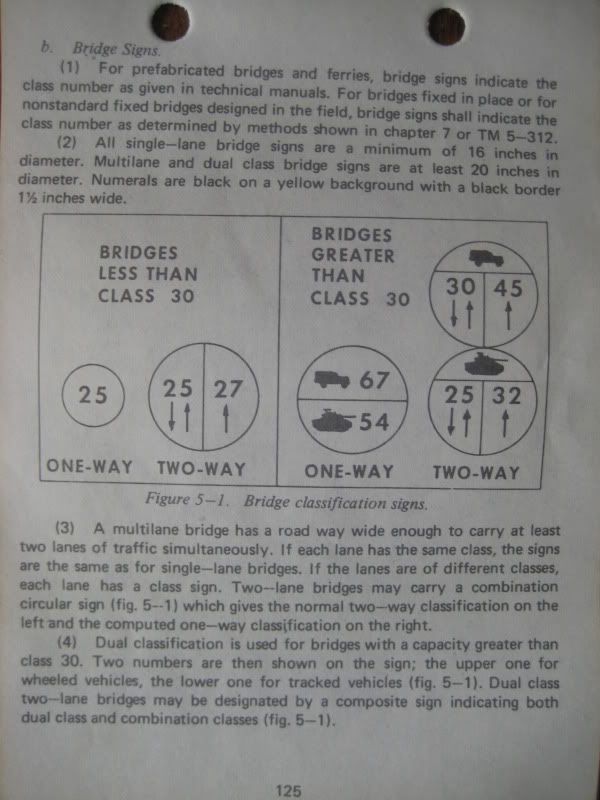 b. Bridge Signs.
(1) For prefabricated bridges and ferries, bridge signs indicate the
class number as given in technical manuals. For bridges fixed in place or for
nonstandard fixed bridges designed in the field, bridge signs shall indicate the
class number as determined by methods shown in chapter 7 or TM 5—312.
(2) All single—lane bridge signs are a minimum of 16 inches in
diameter. Multilane and dual class bridge signs are at least 20 inches in
diameter. Numerals are black on a yellow background with a black border
1½ inches wide.
BRIDGES
LESS THAN
CLASS 30
25
25 27
ONE-WAY TWO-WAY
BRIDGES
GREATER
THAN
CLASS 30
30 45
67
54
25 32
ONE-WAY TWO-WAY
Figure 5—1. Bridge classification signs.
(3) A multilane bridge has a road way wide enough to carry at least
two lanes of traffic simultaneously. If each lane has the same class, the signs
are the same as for single—lane bridges. If the lanes are of different classes,
each lane has a class sign. Two—lane bridges may carry a combination
circular sign (fig. 5—1) which gives the normal two—way classification on the
left and the computed one—way classification on the right.
(4) Dual classification is used for bridges with a capacity greater than
class 30. Two numbers are then shown on the sign; the upper one for
wheeled vehicles, the lower one for tracked vehicles (fig. 5—1). Dual class
two—lane bridges may be designated by a composite sign indicating both
dual class and combination classes (fig. 5—1).
125